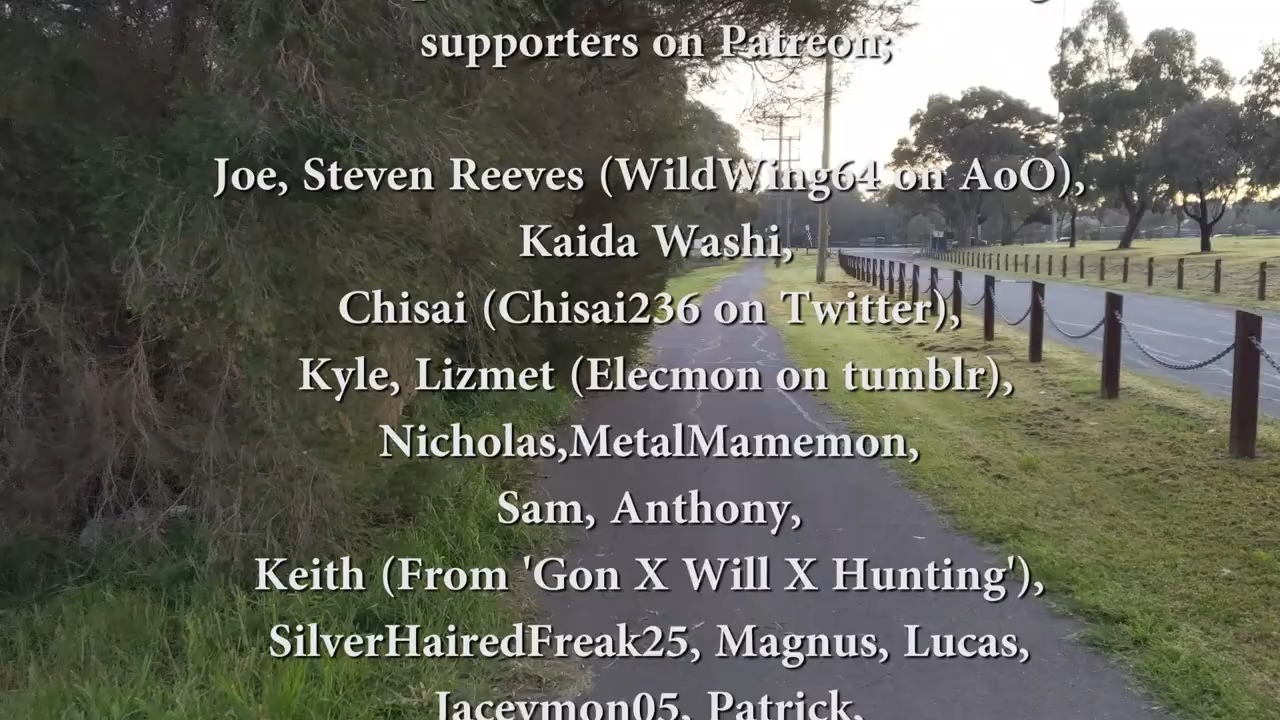 supporters on Patreon;
Joe, Steven Reeves (WildWing64 on AoO),
Kaida Washi,
Chisai (Chisai236 on Twitter),
Kyle, Lizmet (Elecmon on tumblr),
Nicholas,MetalMamemon,
Sam, Anthony,
Keith (From 'Gon X Will X Hunting'),
SilverHairedFreak25, Magnus, Lucas,
Jaceymon05, Patrick,